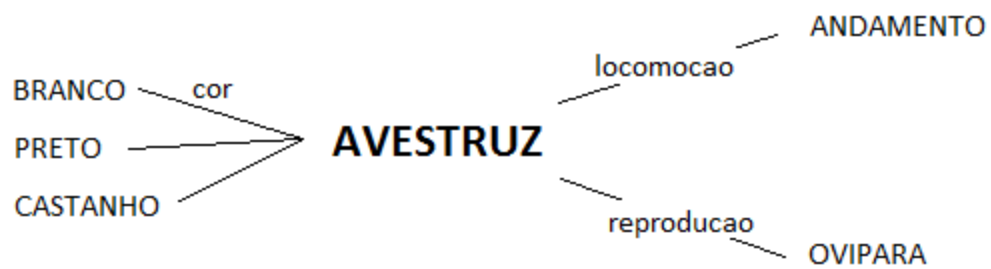 BRANCO
cor
PRETO
CASTANHO
AVESTRUZ
locomocao
ANDAMENTO
reproducao
OVIPARA